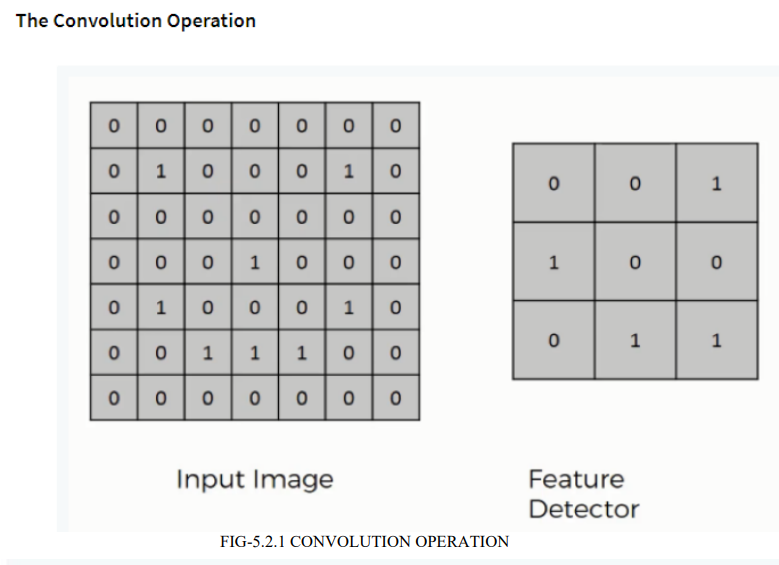 The Convolution Operation
0 0 0 0 0 0 0
0 1 0 0 0 1 0
0 0 0 0 0 0 0
0 0 0 1 0 0 0
0 1 0 0 0 1 0
0 0 1 1 1 0 0
0 0 0 0 0 0 0
Input Image
0 0 1
1 0 0
0 1 1
Feature
Detector
FIG-5.2.1 CONVOLUTION OPERATION